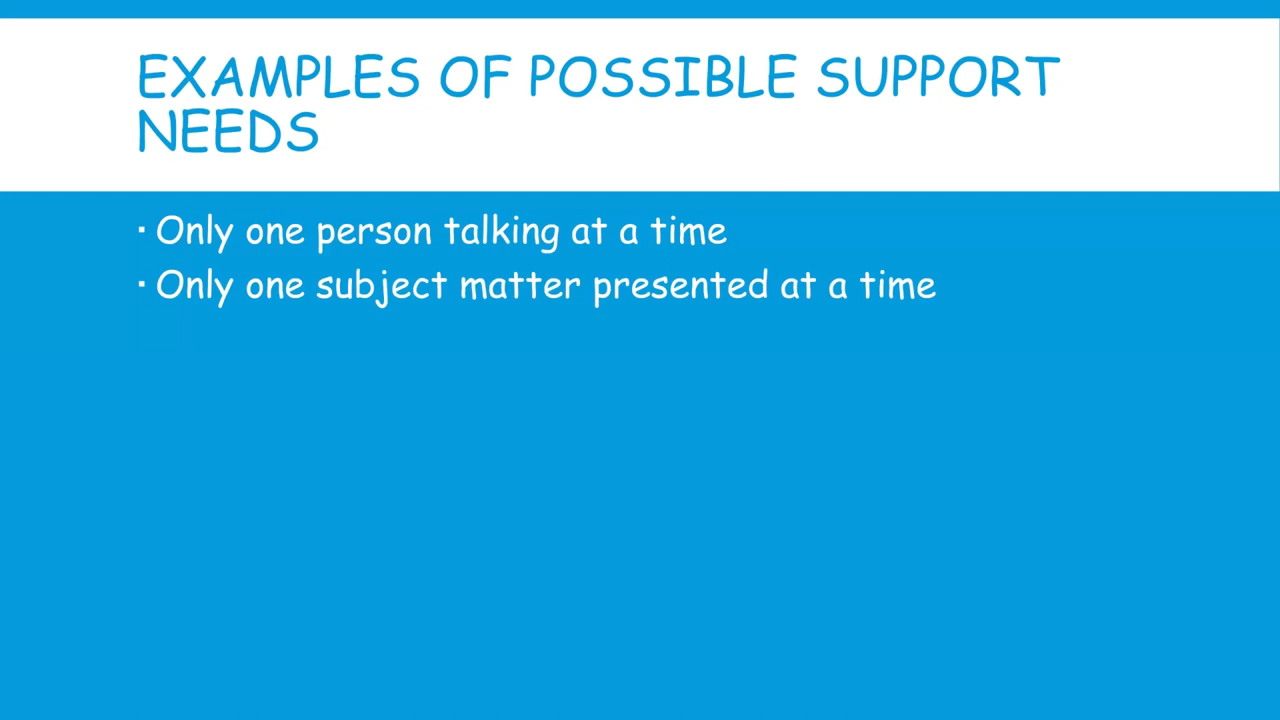 EXAMPLES OF POSSIBLE SUPPORT
NEEDS
▪ Only one person talking at a time
▪ Only one subject matter presented at a time